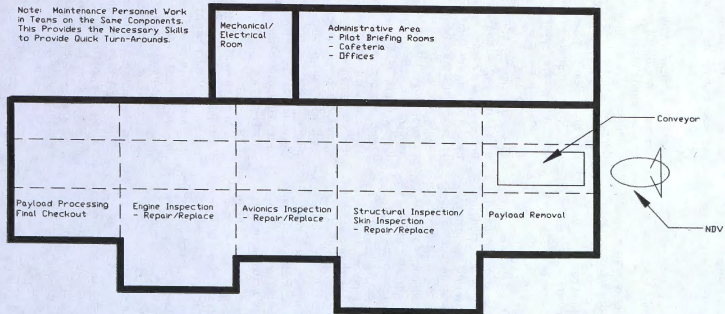 Note: Maintenance Personnel Work
in Teams on the Same Components.
This Provides the Necessary Skills
to Provide Quick Turn-Arounds.
Mechanical/
Electrical
Room
Administrative Area
- Pilot Briefing Rooms
- Cafeteria
- Offices
Conveyor
Payload Processing
Final Checkout
Engine Inspection
- Repair/Replace
Avionics Inspection
- Repair/Replace
Structural Inspection/
Skin Inspection
- Repair/Replace
Payload Removal
NDV